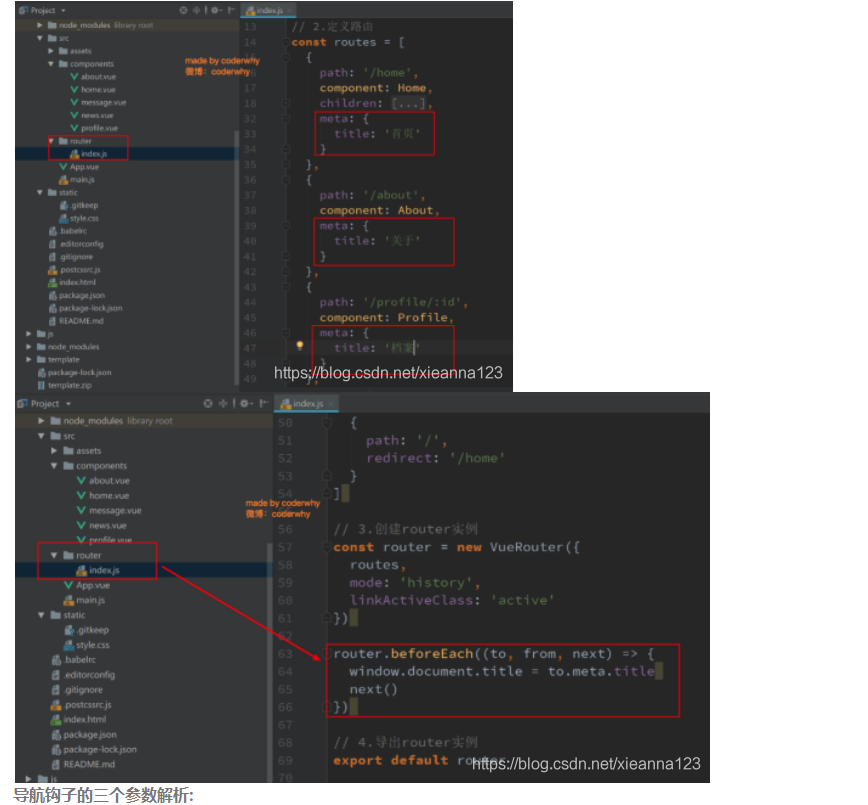 Project
index.js
node_modules library root
src
assets
components
about.vue
home.vue
message.vue
news.vue
profile.vue
router
index.js
App.vue
main.js
static
.gitkeep
style.css
.babelrc
.editorconfig
.gitignore
.postcssrc.js
index.html
package.json
package-lock.json
README.md
js
node_modules
template
package-lock.json
template.zip
made by coderwhy
微博：coderwhy
13 // 2.定义路由
14 const routes = [
15 {
16 path: '/home',
17 component: Home,
18 children: [...],
32 meta: {
33 title: '首页'
34 }
35 },
36 {
37 path: '/about',
38 component: About,
39 meta: {
40 title: '关于'
41 }
42 },
43 {
44 path: '/profile/:id',
45 component: Profile,
46 meta: {
47 title: '档案'
48 }
49 },
https://blog.csdn.net/xieanna123
Project
index.js
node_modules library root
src
assets
components
about.vue
home.vue
message.vue
news.vue
profile.vue
router
index.js
App.vue
main.js
static
.gitkeep
style.css
.babelrc
.editorconfig
.gitignore
.postcssrc.js
index.html
package.json
package-lock.json
README.md
js
made by coderwhy
微博：coderwhy
50 {
51 path: '/',
52 redirect: '/home'
53 }
54 ]
56 // 3.创建router实例
57 const router = new VueRouter({
58 routes,
59 mode: 'history',
60 linkActiveClass: 'active'
61 })
62
63 router.beforeEach((to, from, next) => {
64 window.document.title = to.meta.title
65 next()
66 })
67
68 // 4.导出router实例
69 export default router
70
https://blog.csdn.net/xieanna123
导航钩子的三个参数解析: